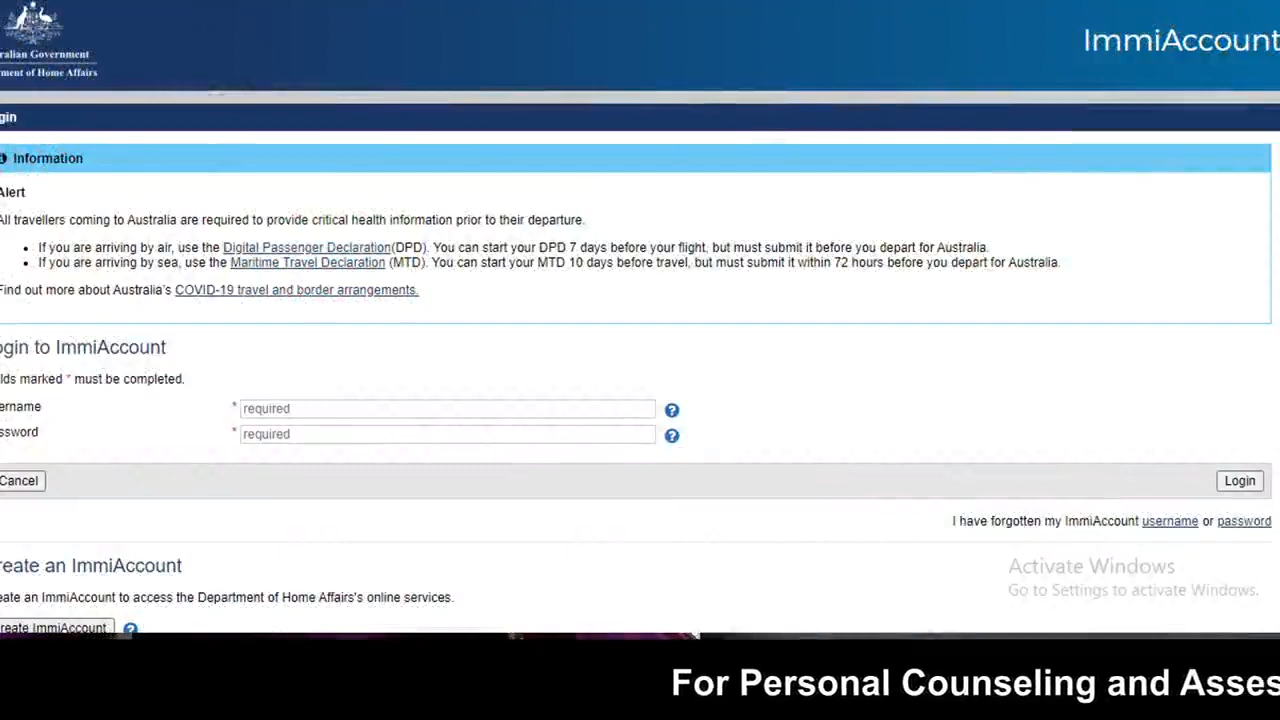 ralian Government
ment of Home Affairs
ImmiAccount
gin
Information
Alert
All travellers coming to Australia are required to provide critical health information prior to their departure.
• If you are arriving by air, use the Digital Passenger Declaration(DPD). You can start your DPD 7 days before your flight, but must submit it before you depart for Australia.
• If you are arriving by sea, use the Maritime Travel Declaration (MTD). You can start your MTD 10 days before travel, but must submit it within 72 hours before you depart for Australia.
Find out more about Australia's COVID-19 travel and border arrangements.
ogin to ImmiAccount
lds marked * must be completed.
ername * required ?
ssword * required ?
Cancel Login
I have forgotten my ImmiAccount username or password
reate an ImmiAccount
eate an ImmiAccount to access the Department of Home Affairs's online services.
reate ImmiAccount ?
Activate Windows
Go to Settings to activate Windows.
For Personal Counseling and Asses